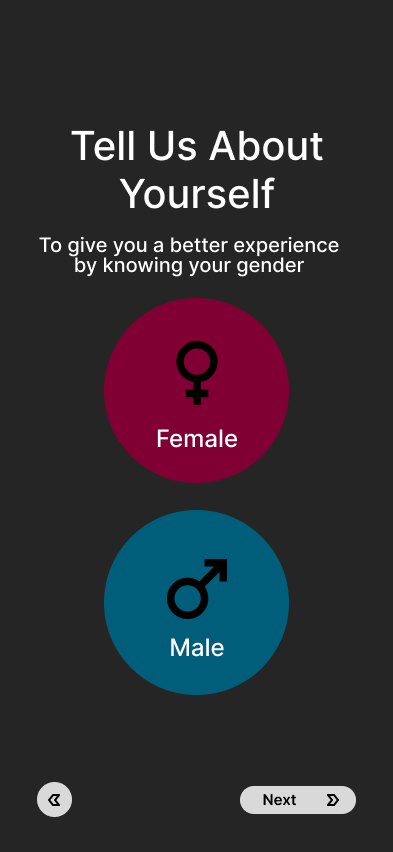 Tell Us About
Yourself
To give you a better experience
by knowing your gender
Female
Male
Next